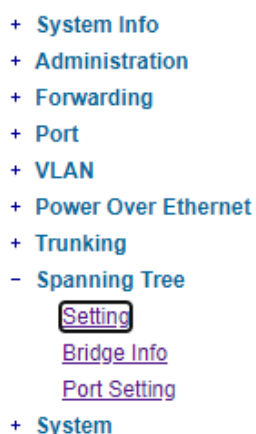 + System Info
+ Administration
+ Forwarding
+ Port
+ VLAN
+ Power Over Ethernet
+ Trunking
− Spanning Tree
Setting
Bridge Info
Port Setting
+ System